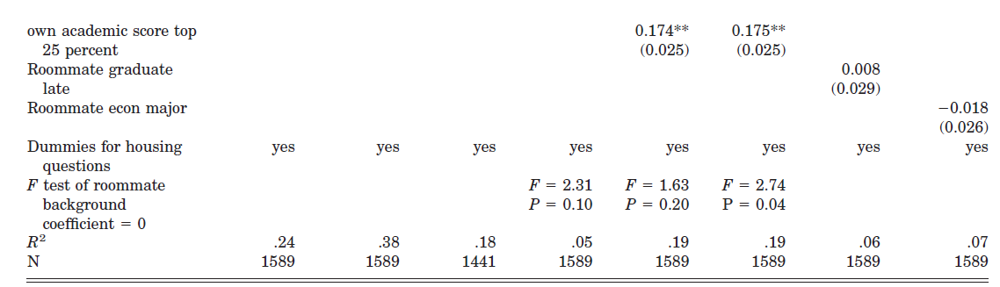 own academic score top 0.174** 0.175**
25 percent (0.025) (0.025)
Roommate graduate 0.008
late (0.029)
Roommate econ major −0.018
(0.026)
Dummies for housing yes yes yes yes yes yes yes yes
questions
F test of roommate F = 2.31 F = 1.63 F = 2.74
background P = 0.10 P = 0.20 P = 0.04
coefficient = 0
R² .24 .38 .18 .05 .19 .19 .06 .07
N 1589 1589 1441 1589 1589 1589 1589 1589